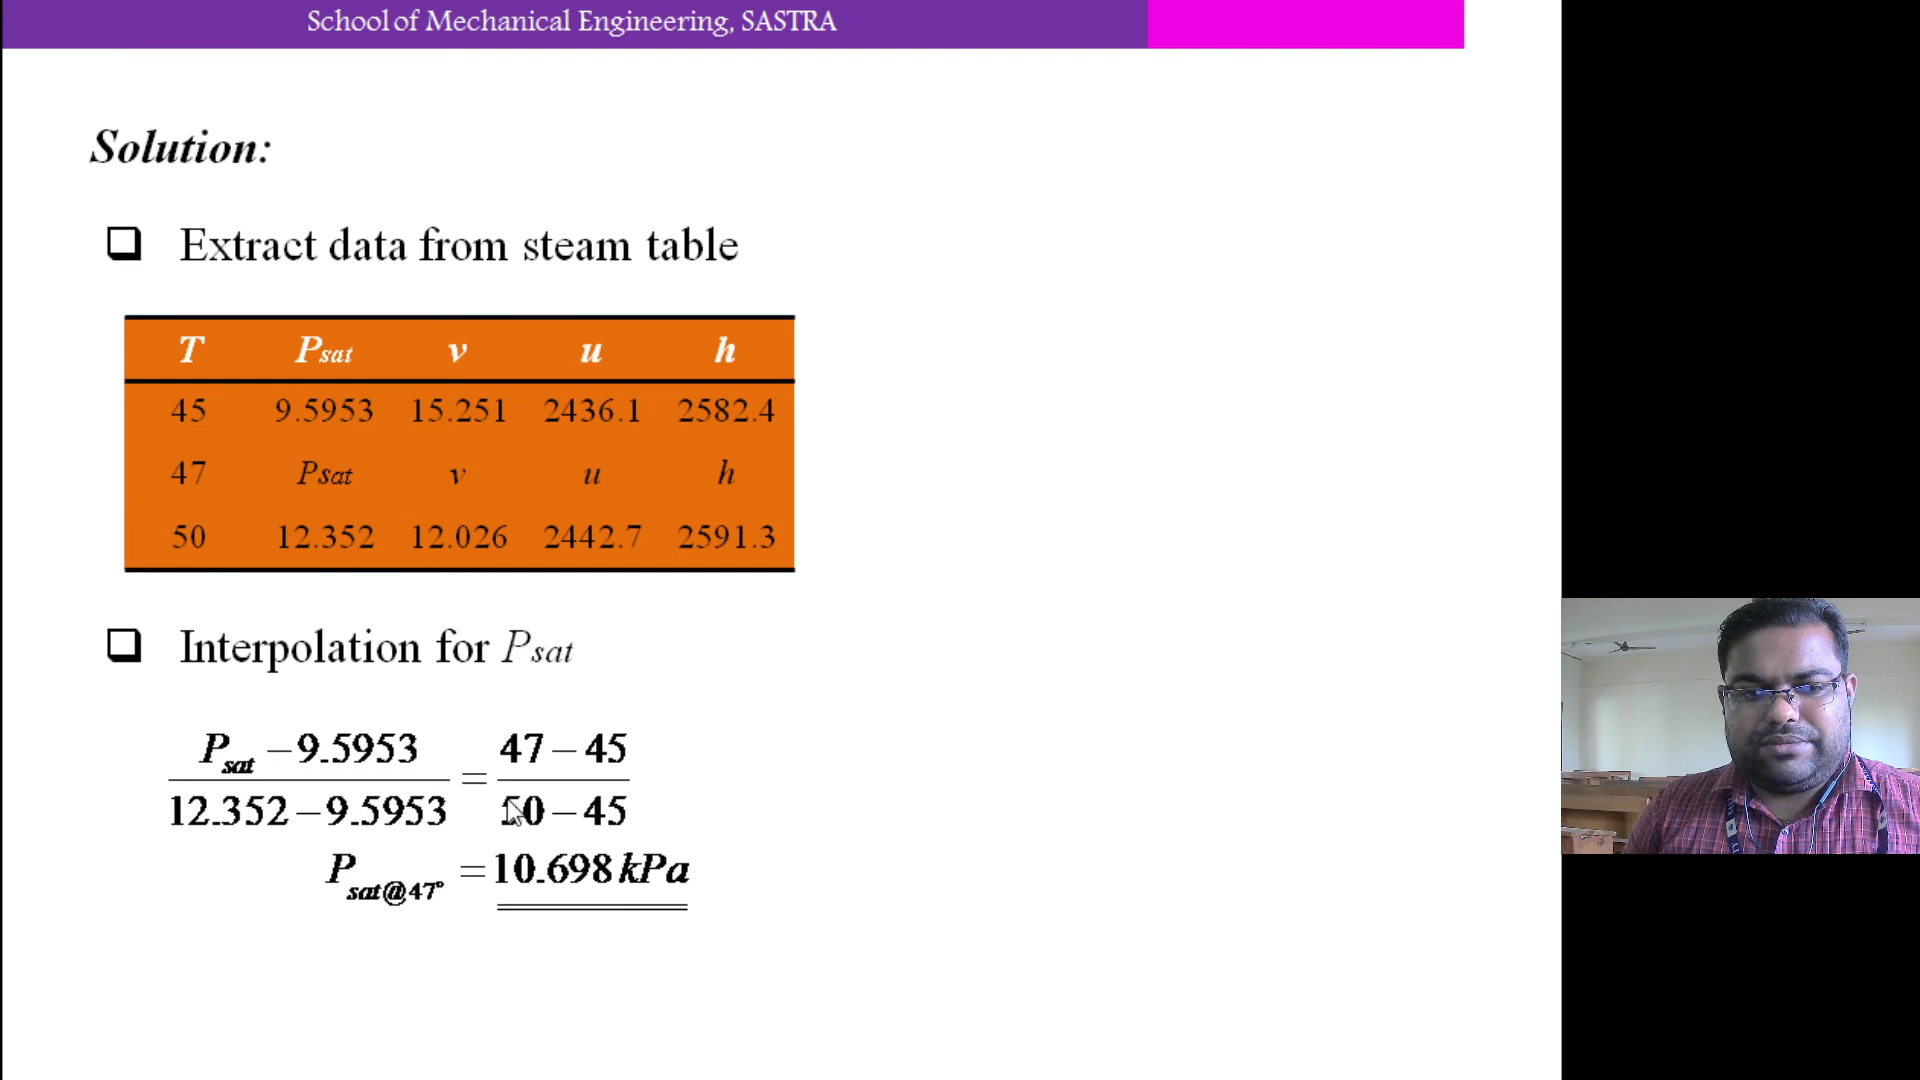 School of Mechanical Engineering, SASTRA
Solution:
❑ Extract data from steam table
T Psat v u h
45 9.5953 15.251 2436.1 2582.4
47 Psat v u h
50 12.352 12.026 2442.7 2591.3
❑ Interpolation for Psat
Psat − 9.5953 / 12.352 − 9.5953 = 47 − 45 / 50 − 45
Psat@47° = 10.698 kPa